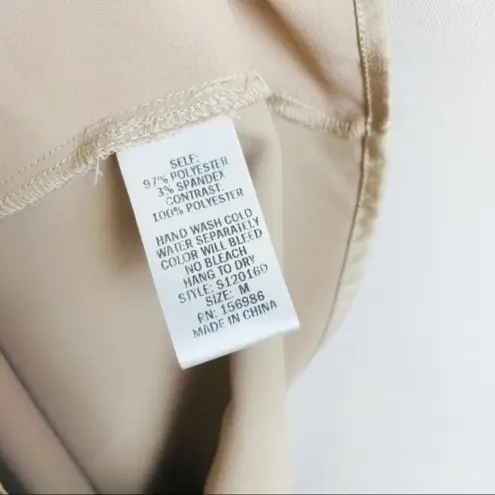 SELF:
97% POLYESTER
3% SPANDEX
CONTRAST:
100% POLYESTER
HAND WASH COLD
WATER SEPARATELY
COLOR WILL BLEED
NO BLEACH
HANG TO DRY
STYLE: S120160
SIZE: M
RN: 156986
MADE IN CHINA